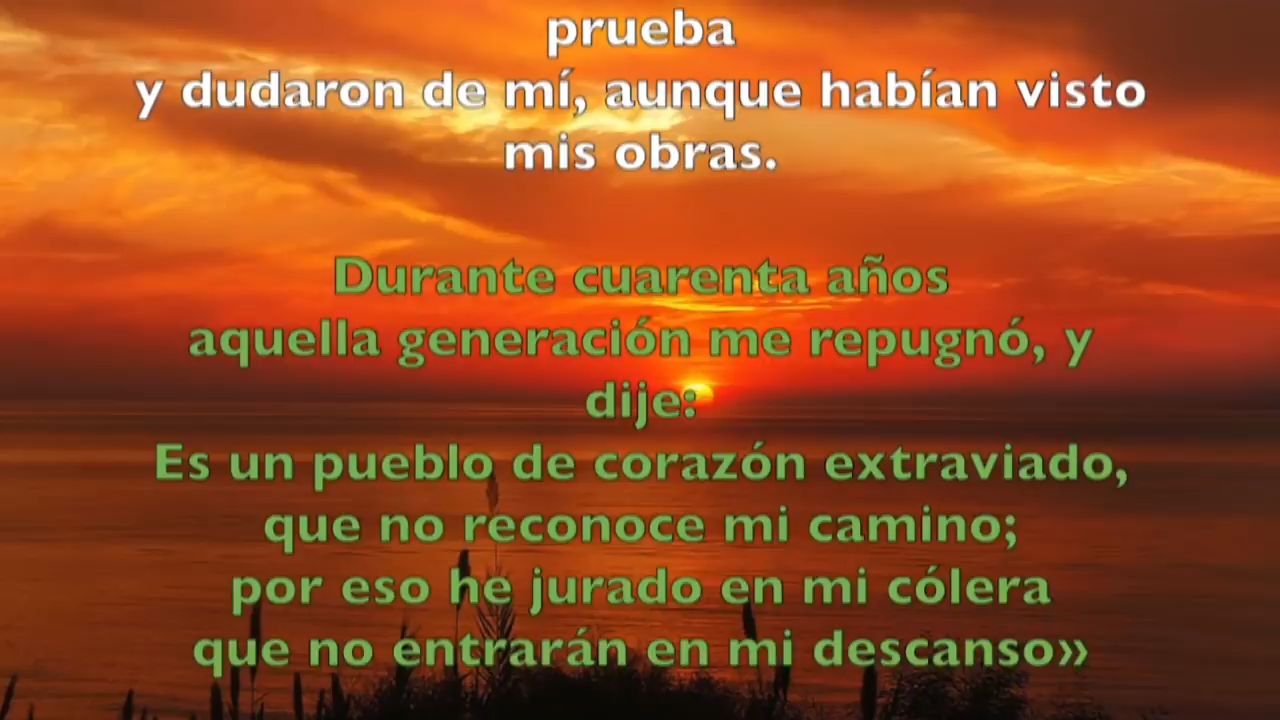 prueba
y dudaron de mí, aunque habían visto
mis obras.
Durante cuarenta años
aquella generación me repugnó, y
dije:
Es un pueblo de corazón extraviado,
que no reconoce mi camino;
por eso he jurado en mi cólera
que no entrarán en mi descanso»